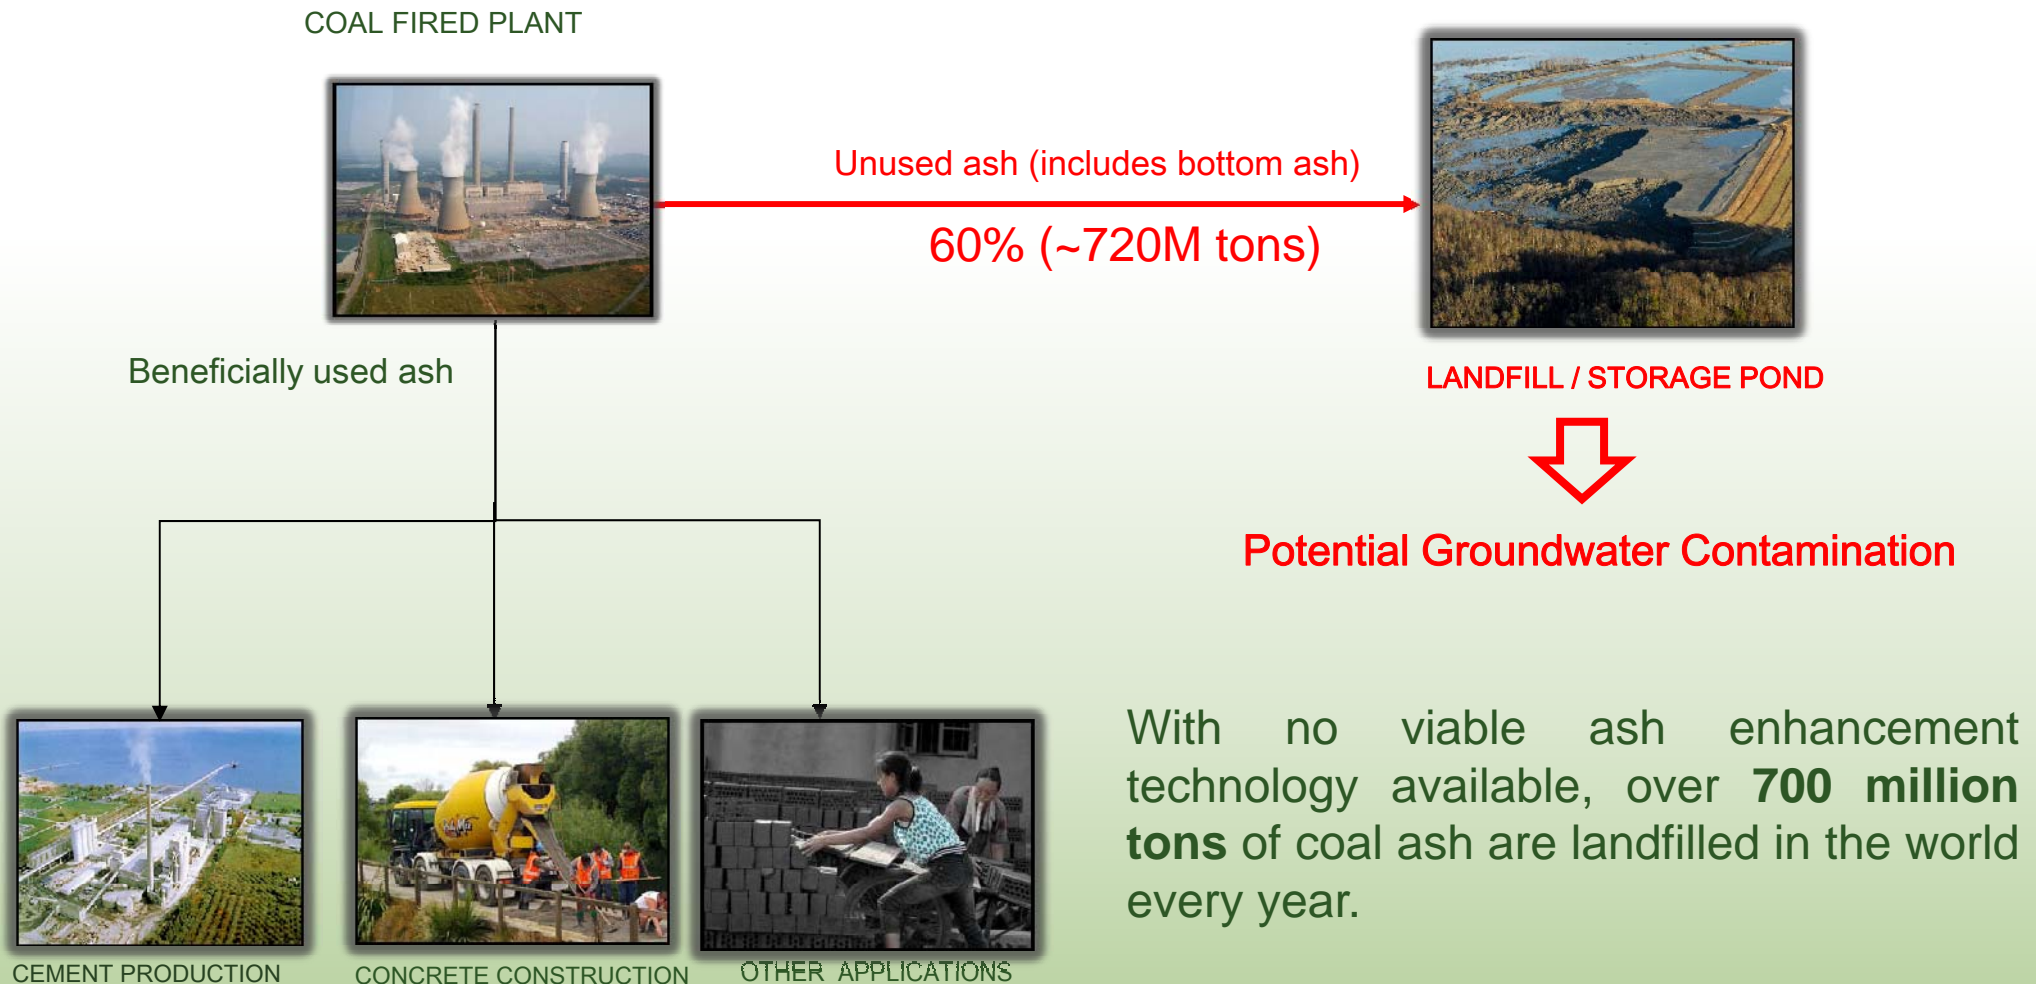 COAL FIRED PLANT
Unused ash (includes bottom ash)
60% (~720M tons)
Beneficially used ash
LANDFILL / STORAGE POND
Potential Groundwater Contamination
With no viable ash enhancement
technology available, over 700 million
tons of coal ash are landfilled in the world
every year.
CEMENT PRODUCTION
CONCRETE CONSTRUCTION
OTHER APPLICATIONS